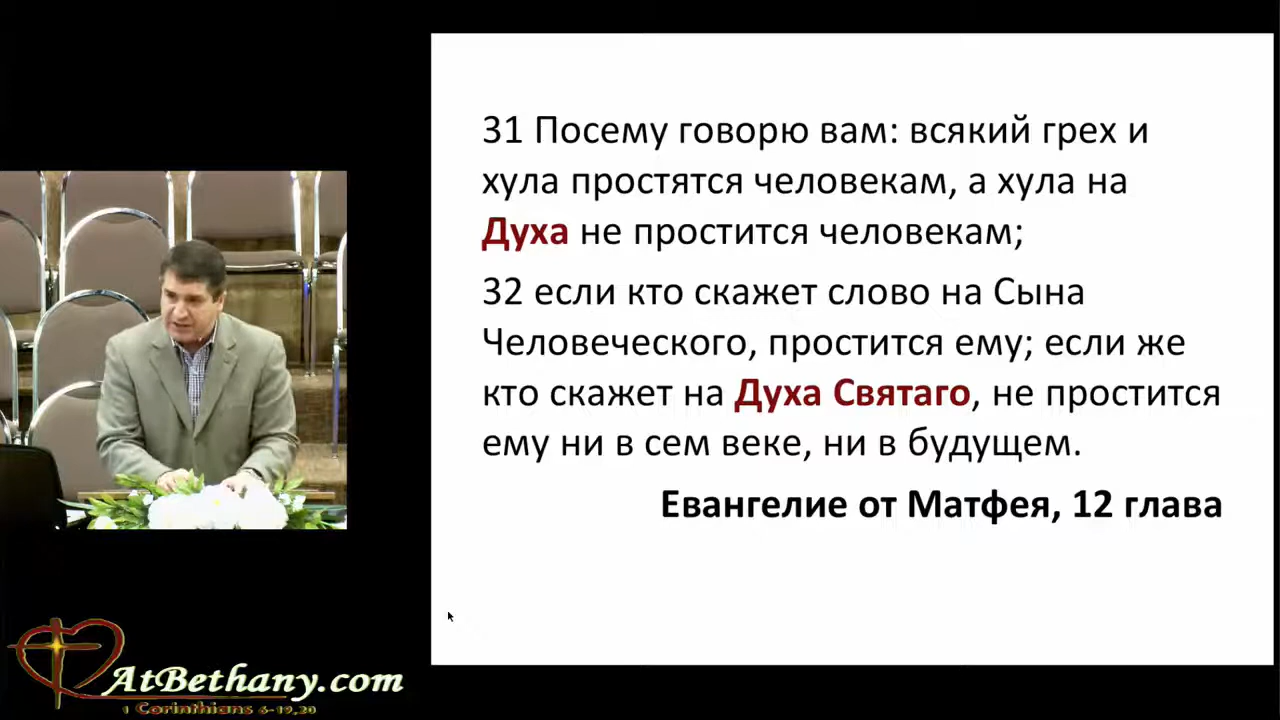 31 Посему говорю вам: всякий грех и
хула простятся человекам, а хула на
Духа не простится человекам;
32 если кто скажет слово на Сына
Человеческого, простится ему; если же
кто скажет на Духа Святаго, не простится
ему ни в сем веке, ни в будущем.
Евангелие от Матфея, 12 глава
AtBethany.com
1 Corinthians 6-19,20